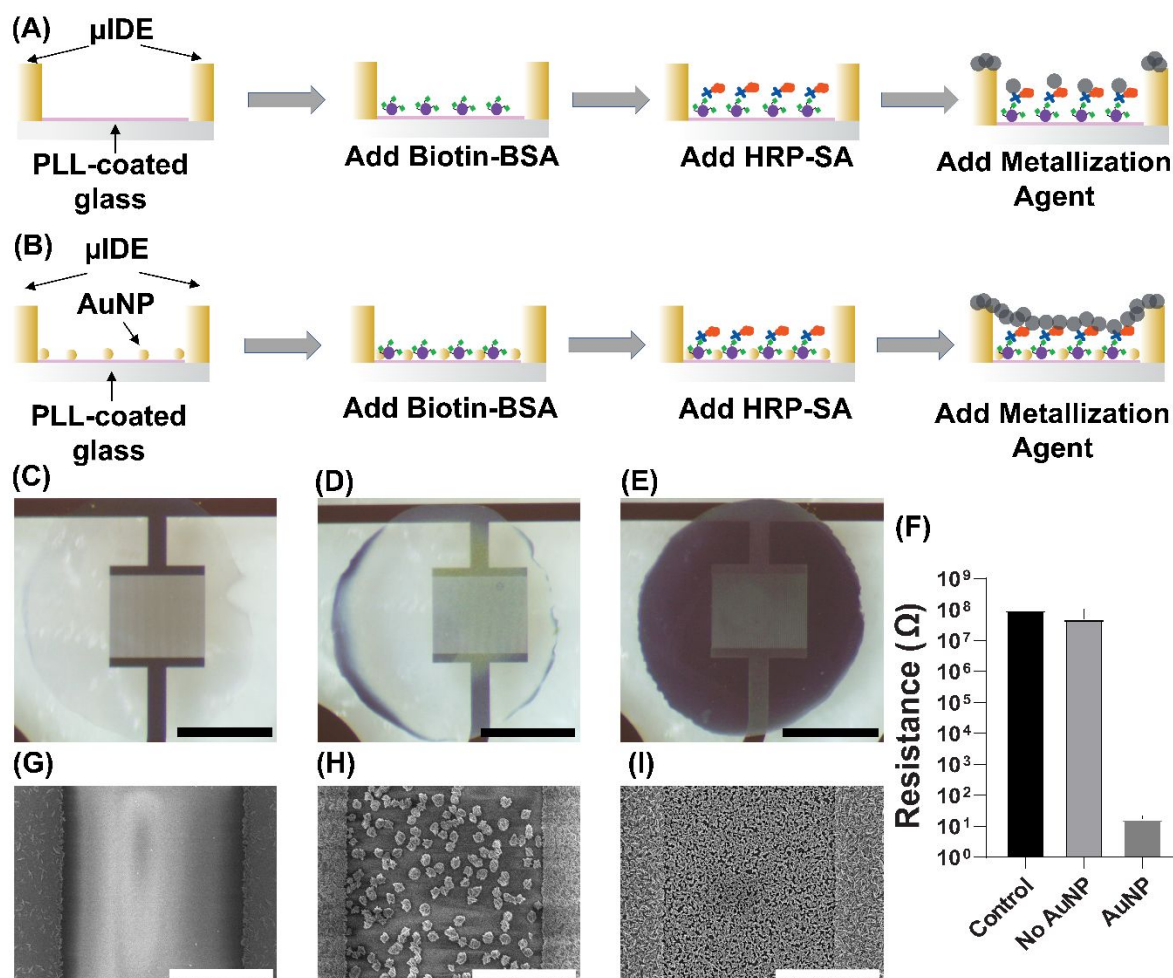 (A)
µIDE
PLL-coated
glass
Add Biotin-BSA
Add HRP-SA
Add Metallization
Agent
(B)
µIDE
AuNP
PLL-coated
glass
Add Biotin-BSA
Add HRP-SA
Add Metallization
Agent
(C)
(D)
(E)
(F)
Resistance (Ω)
10⁹
10⁸
10⁷
10⁶
10⁵
10⁴
10³
10²
10¹
10⁰
Control
No AuNP
AuNP
(G)
(H)
(I)